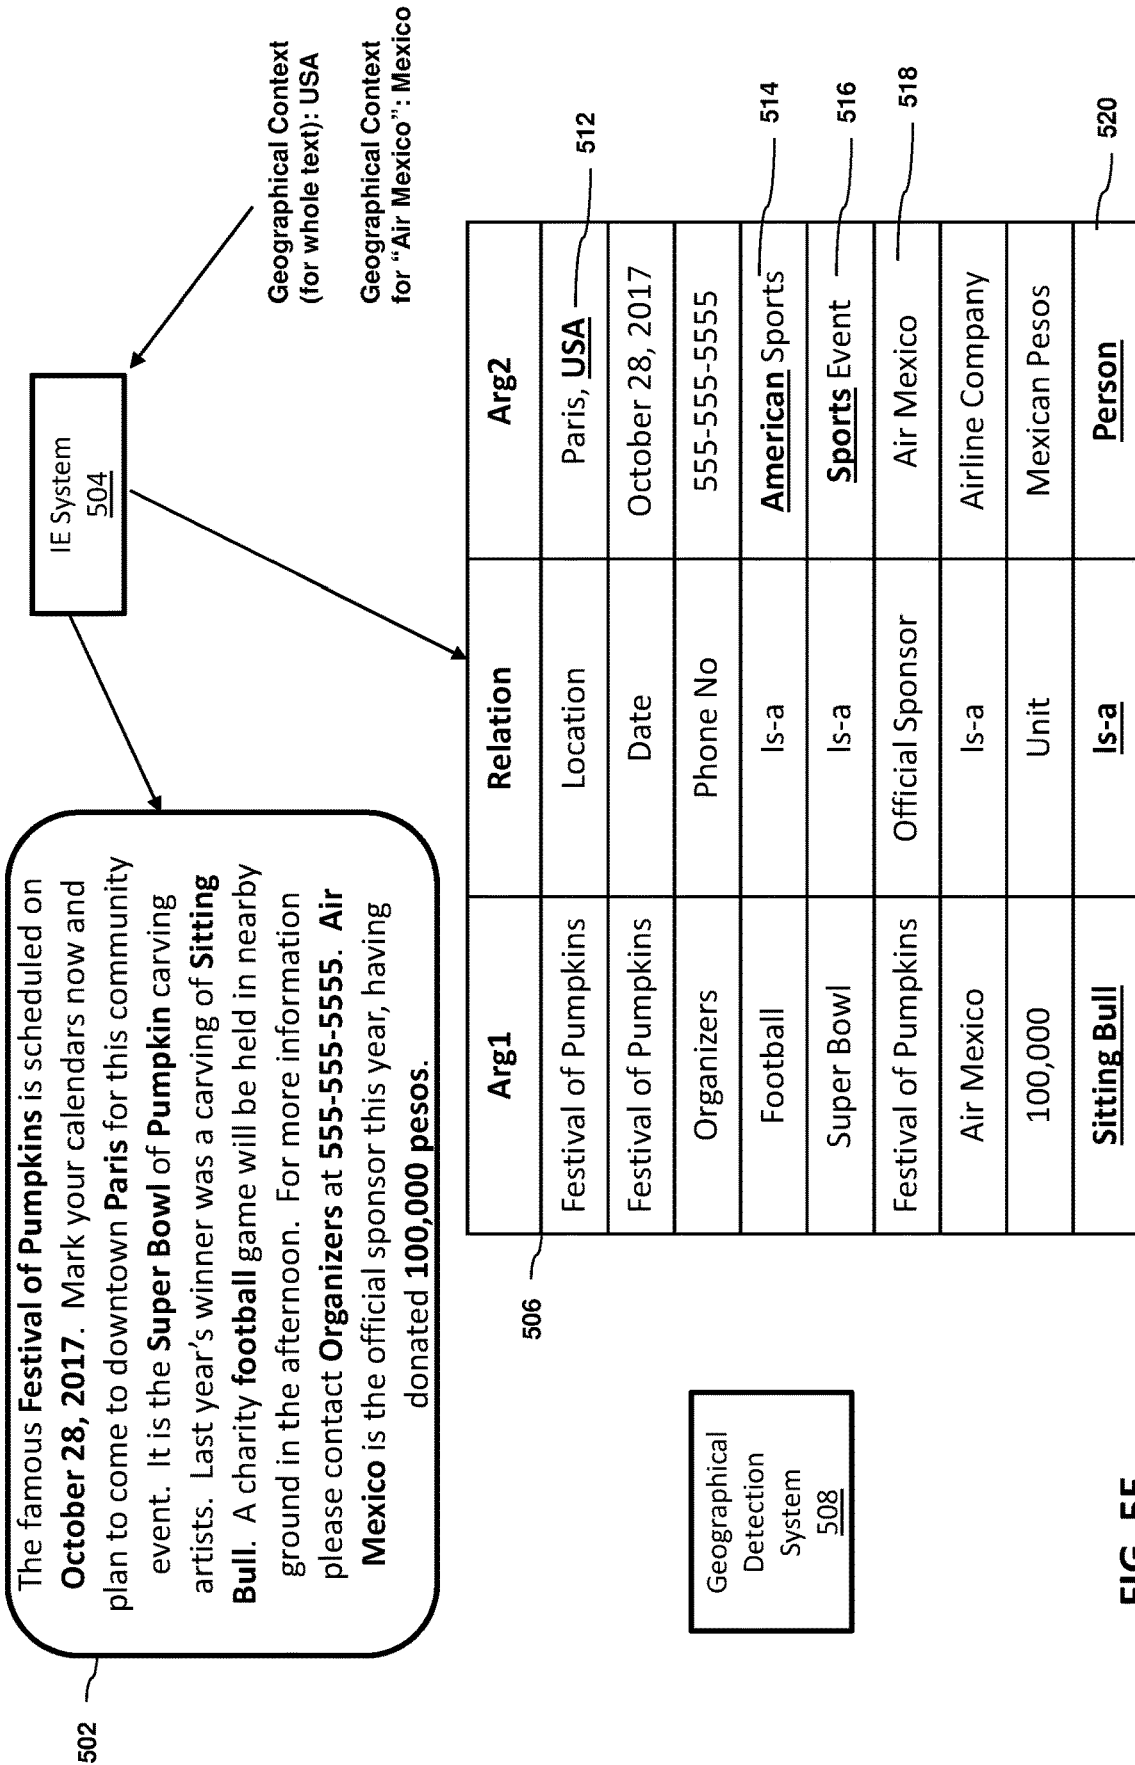 The famous Festival of Pumpkins is scheduled on
October 28, 2017. Mark your calendars now and
plan to come to downtown Paris for this community
event. It is the Super Bowl of Pumpkin carving
artists. Last year's winner was a carving of Sitting
Bull. A charity football game will be held in nearby
ground in the afternoon. For more information
please contact Organizers at 555-555-5555. Air
Mexico is the official sponsor this year, having
donated 100,000 pesos.
502
IE System
504
Geographical Context
(for whole text): USA
Geographical Context
for "Air Mexico": Mexico
506
Arg1 Relation Arg2
Festival of Pumpkins Location Paris, USA
512
Festival of Pumpkins Date October 28, 2017
Organizers Phone No 555-555-5555
Football Is-a American Sports
514
Super Bowl Is-a Sports Event
516
Festival of Pumpkins Official Sponsor Air Mexico
518
Air Mexico Is-a Airline Company
100,000 Unit Mexican Pesos
Sitting Bull Is-a Person
520
Geographical
Detection
System
508